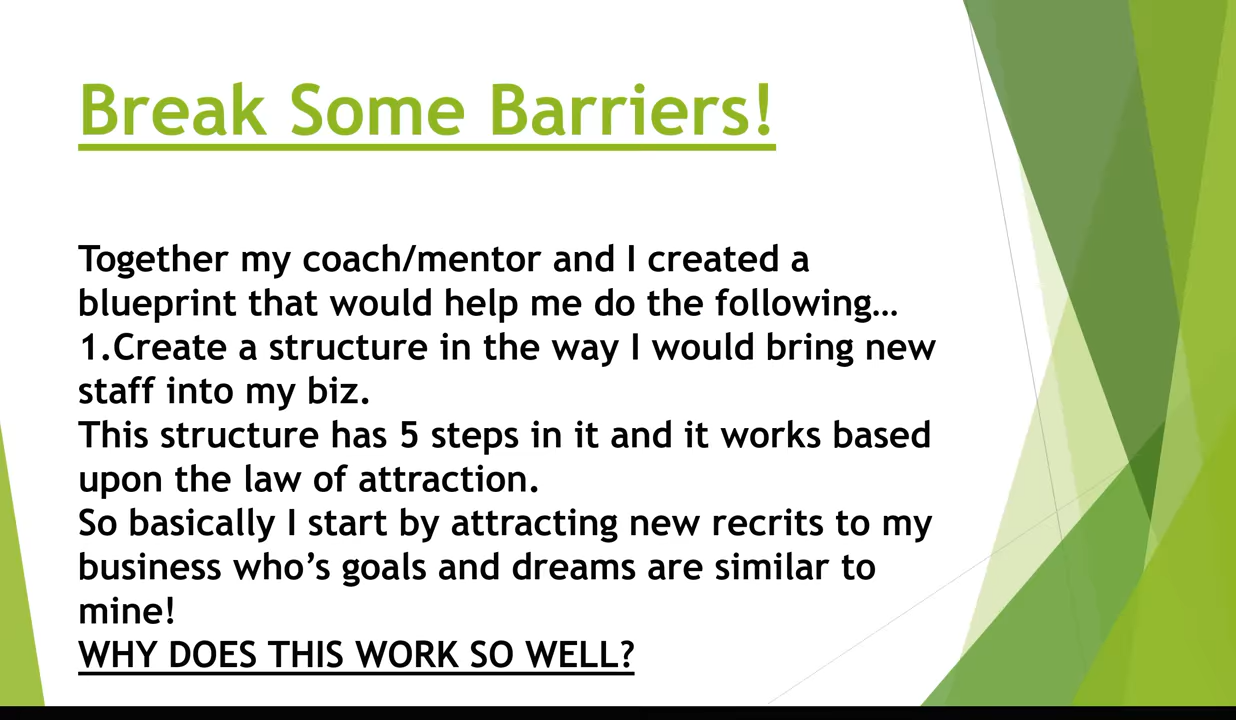 Break Some Barriers!
Together my coach/mentor and I created a
blueprint that would help me do the following…
1.Create a structure in the way I would bring new
staff into my biz.
This structure has 5 steps in it and it works based
upon the law of attraction.
So basically I start by attracting new recrits to my
business who’s goals and dreams are similar to
mine!
WHY DOES THIS WORK SO WELL?